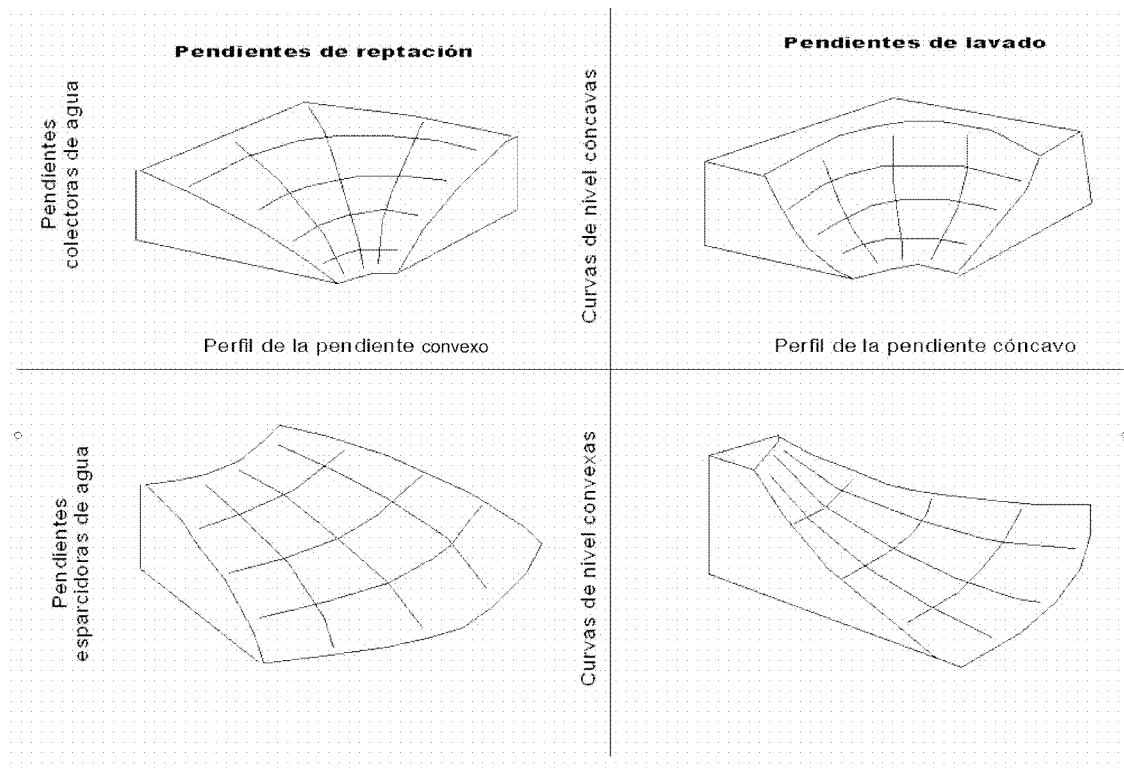 Pendientes de reptación
Pendientes de lavado
Pendientes
colectoras de agua
Curvas de nivel cóncavas
Perfil de la pendiente convexo
Perfil de la pendiente cóncavo
Pendientes
esparcidoras de agua
Curvas de nivel convexas